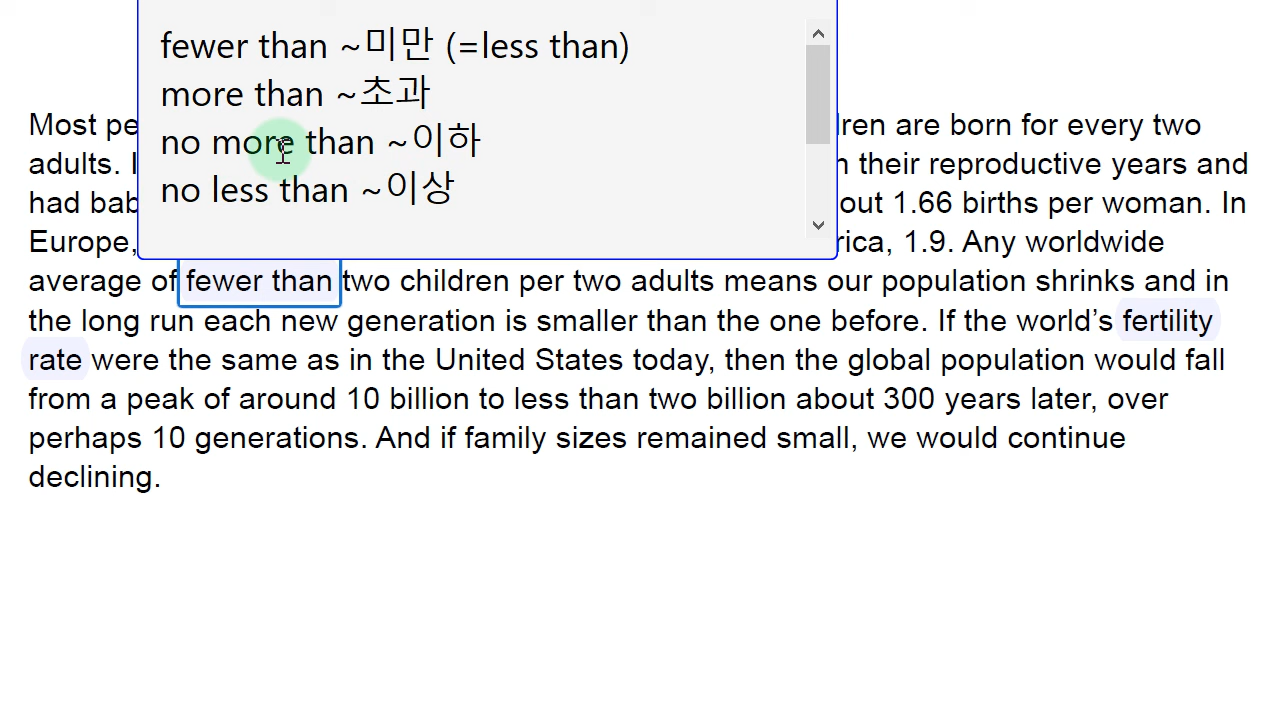 fewer than ~미만 (=less than)
more than ~초과
no more than ~이하
no less than ~이상
Most are born for every two
adults. their reproductive years and
had 1.66 births per woman. In
Europe, 1.9. Any worldwide
average of fewer than two children per two adults means our population shrinks and in
the long run each new generation is smaller than the one before. If the world’s fertility
rate were the same as in the United States today, then the global population would fall
from a peak of around 10 billion to less than two billion about 300 years later, over
perhaps 10 generations. And if family sizes remained small, we would continue
declining.